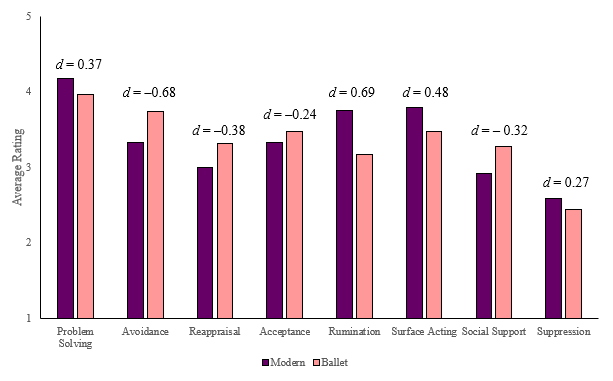 5
d = 0.37
4
d = –0.68
d = –0.38
d = –0.24
d = 0.69
d = 0.48
d = – 0.32
d = 0.27
Average Rating
3
2
1
Problem
Solving
Avoidance
Reappraisal
Acceptance
Rumination
Surface Acting
Social Support
Suppression
Modern
Ballet